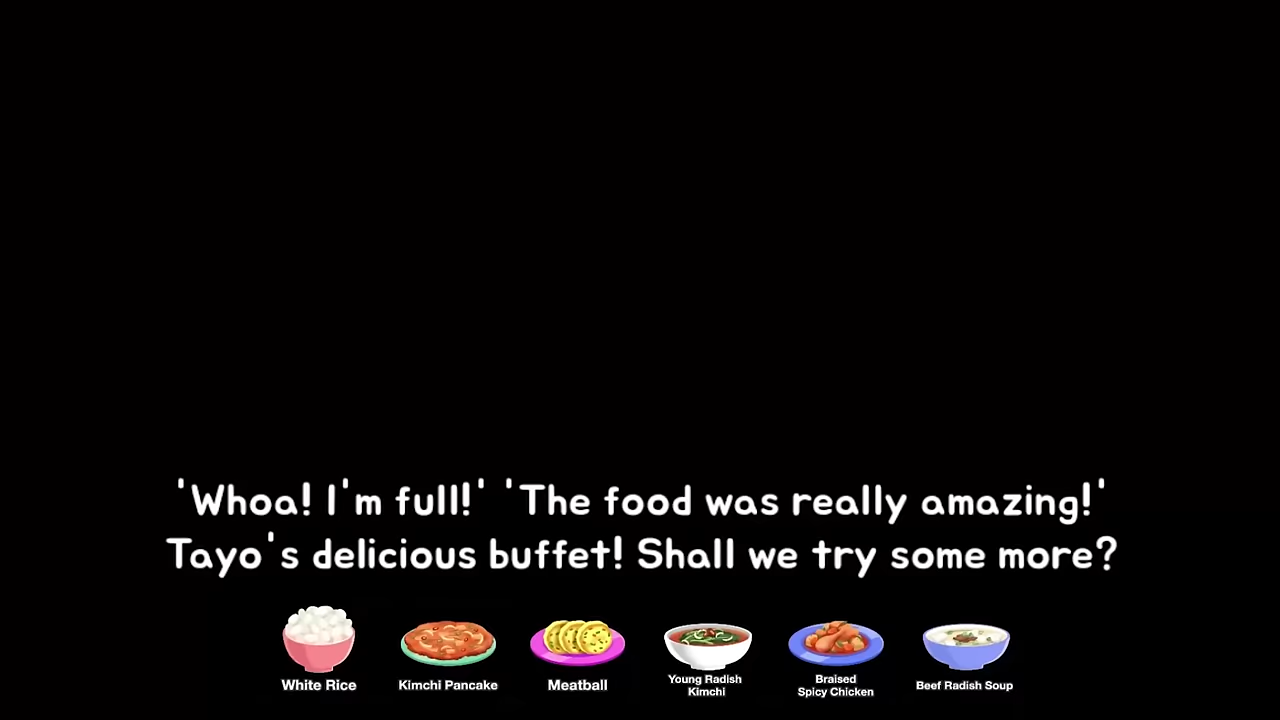 'Whoa! I'm full!' 'The food was really amazing!'
Tayo's delicious buffet! Shall we try some more?
White Rice
Kimchi Pancake
Meatball
Young Radish
Kimchi
Braised
Spicy Chicken
Beef Radish Soup